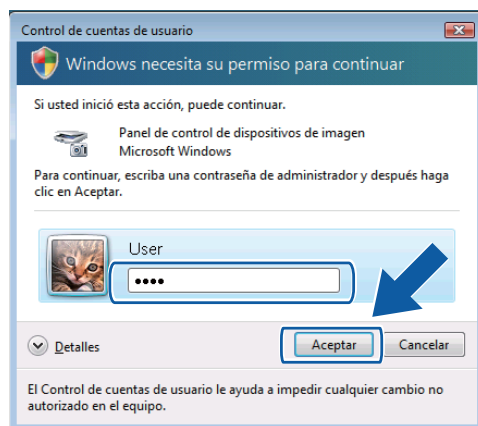 Control de cuentas de usuario
Windows necesita su permiso para continuar
Si usted inició esta acción, puede continuar.
Panel de control de dispositivos de imagen
Microsoft Windows
Para continuar, escriba una contraseña de administrador y después haga
clic en Aceptar.
User
••••
Detalles
Aceptar
Cancelar
El Control de cuentas de usuario le ayuda a impedir cualquier cambio no
autorizado en el equipo.